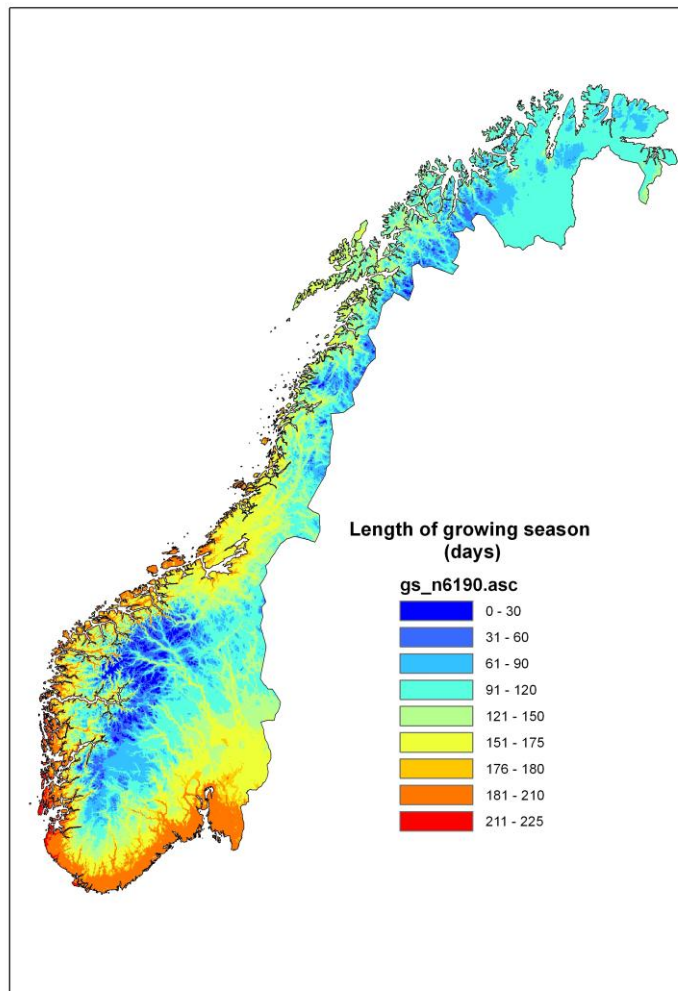 Length of growing season
(days)
gs_n6190.asc
0 - 30
31 - 60
61 - 90
91 - 120
121 - 150
151 - 175
176 - 180
181 - 210
211 - 225